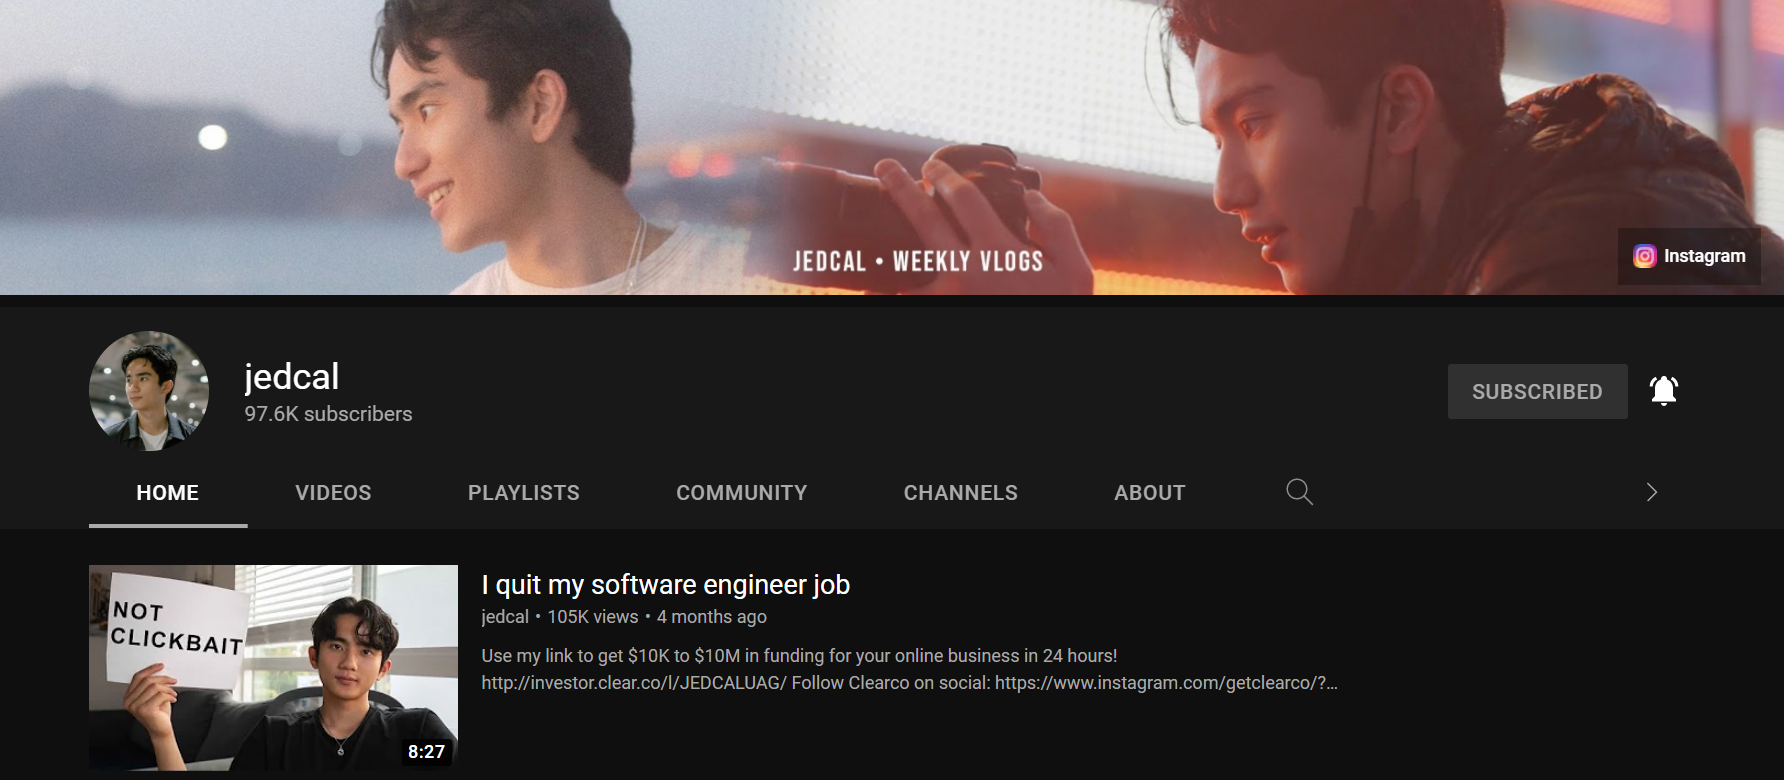 JEDCAL • WEEKLY VLOGS
Instagram
jedcal
97.6K subscribers
SUBSCRIBED
HOME VIDEOS PLAYLISTS COMMUNITY CHANNELS ABOUT
NOT
CLICKBAIT
8:27
I quit my software engineer job
jedcal • 105K views • 4 months ago
Use my link to get $10K to $10M in funding for your online business in 24 hours!
http://investor.clear.co/l/JEDCALUAG/ Follow Clearco on social: https://www.instagram.com/getclearco/?...